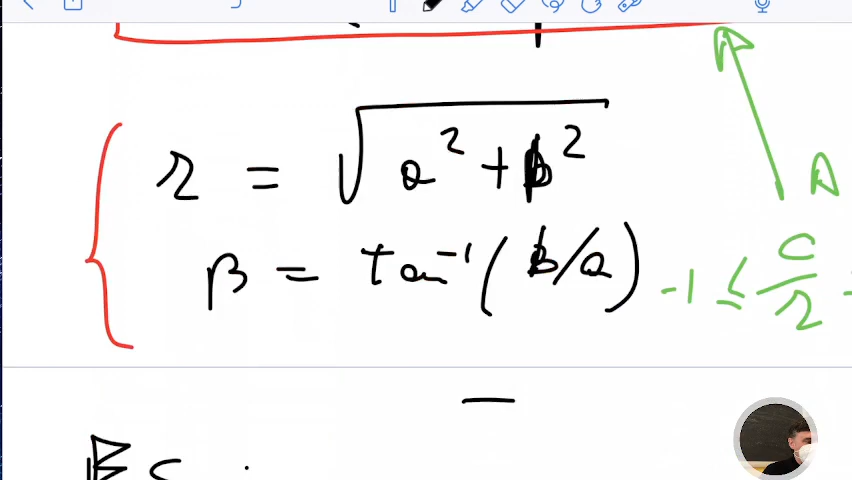 r = √(a² + b²)
A
β = tan⁻¹(b/a)
-1 ≤ c/r